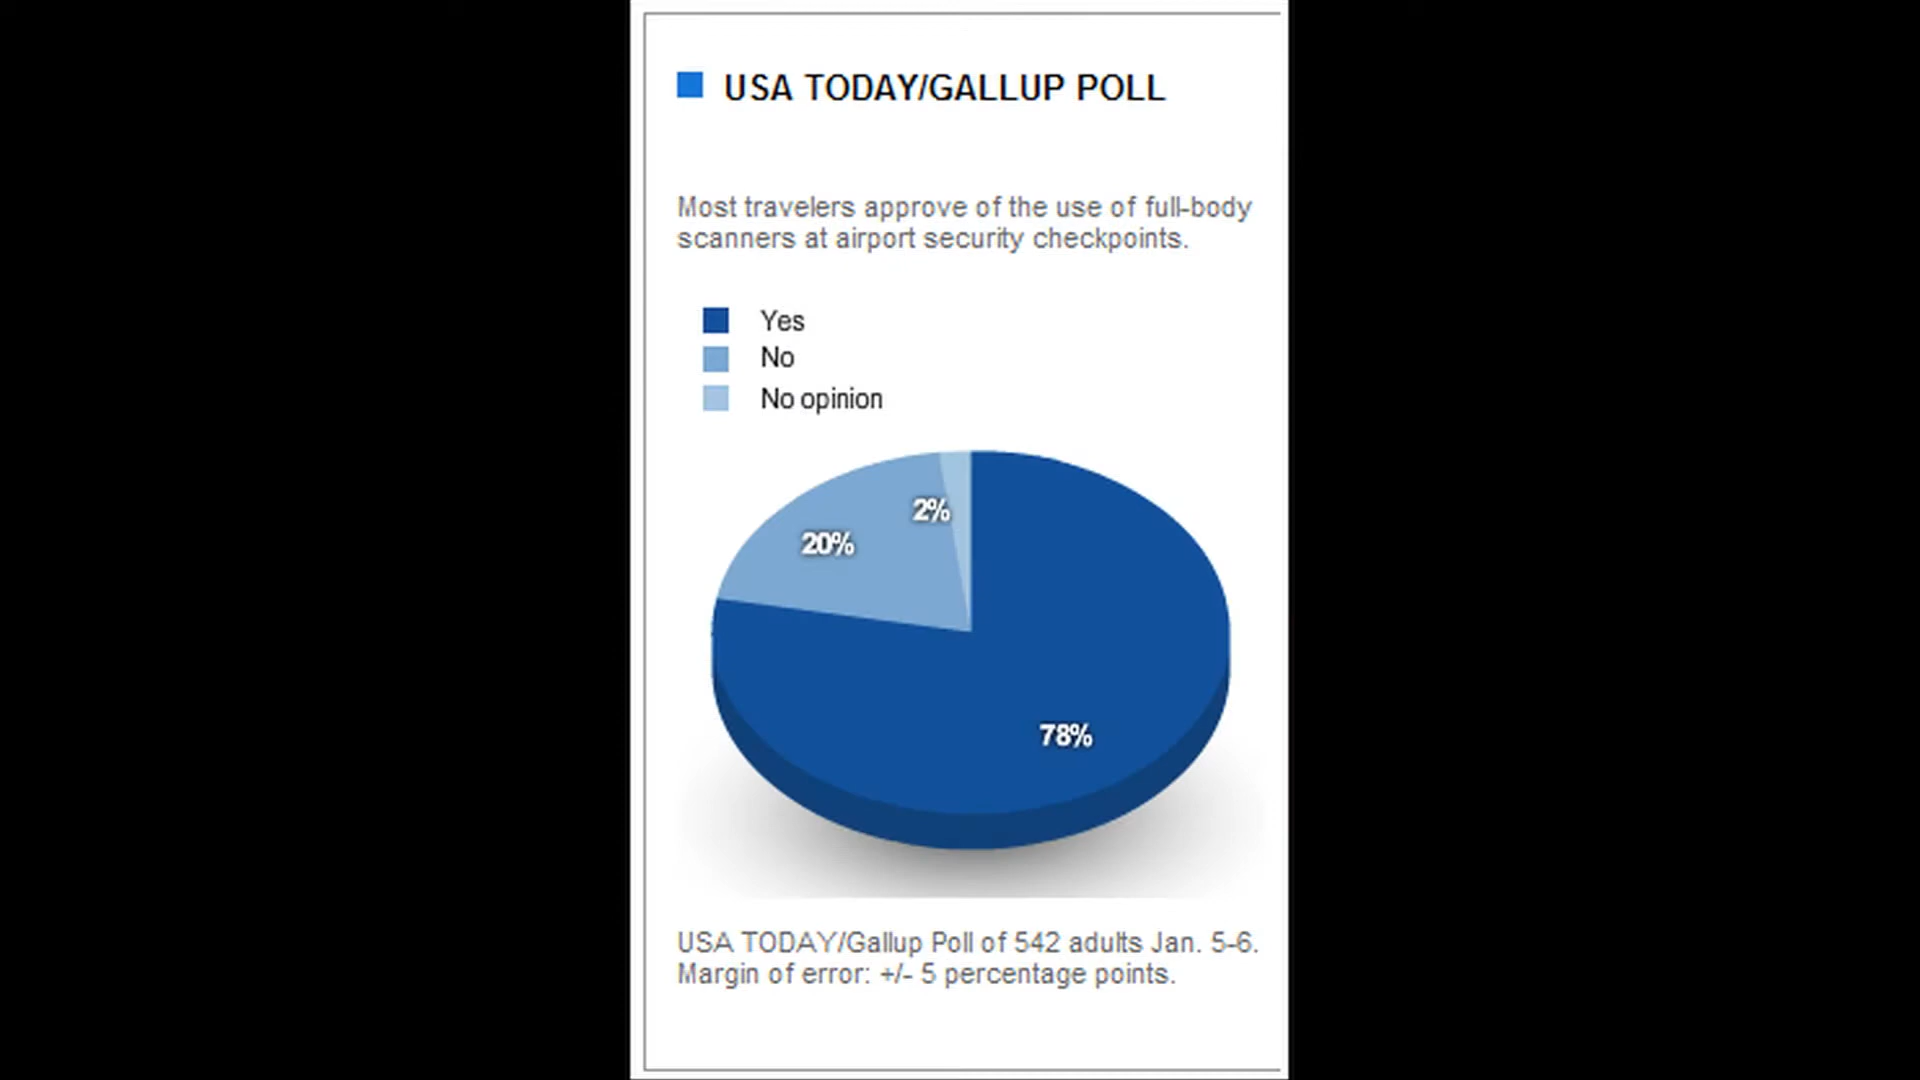 USA TODAY/GALLUP POLL
Most travelers approve of the use of full-body
scanners at airport security checkpoints.
Yes
No
No opinion
2%
20%
78%
USA TODAY/Gallup Poll of 542 adults Jan. 5-6.
Margin of error: +/- 5 percentage points.